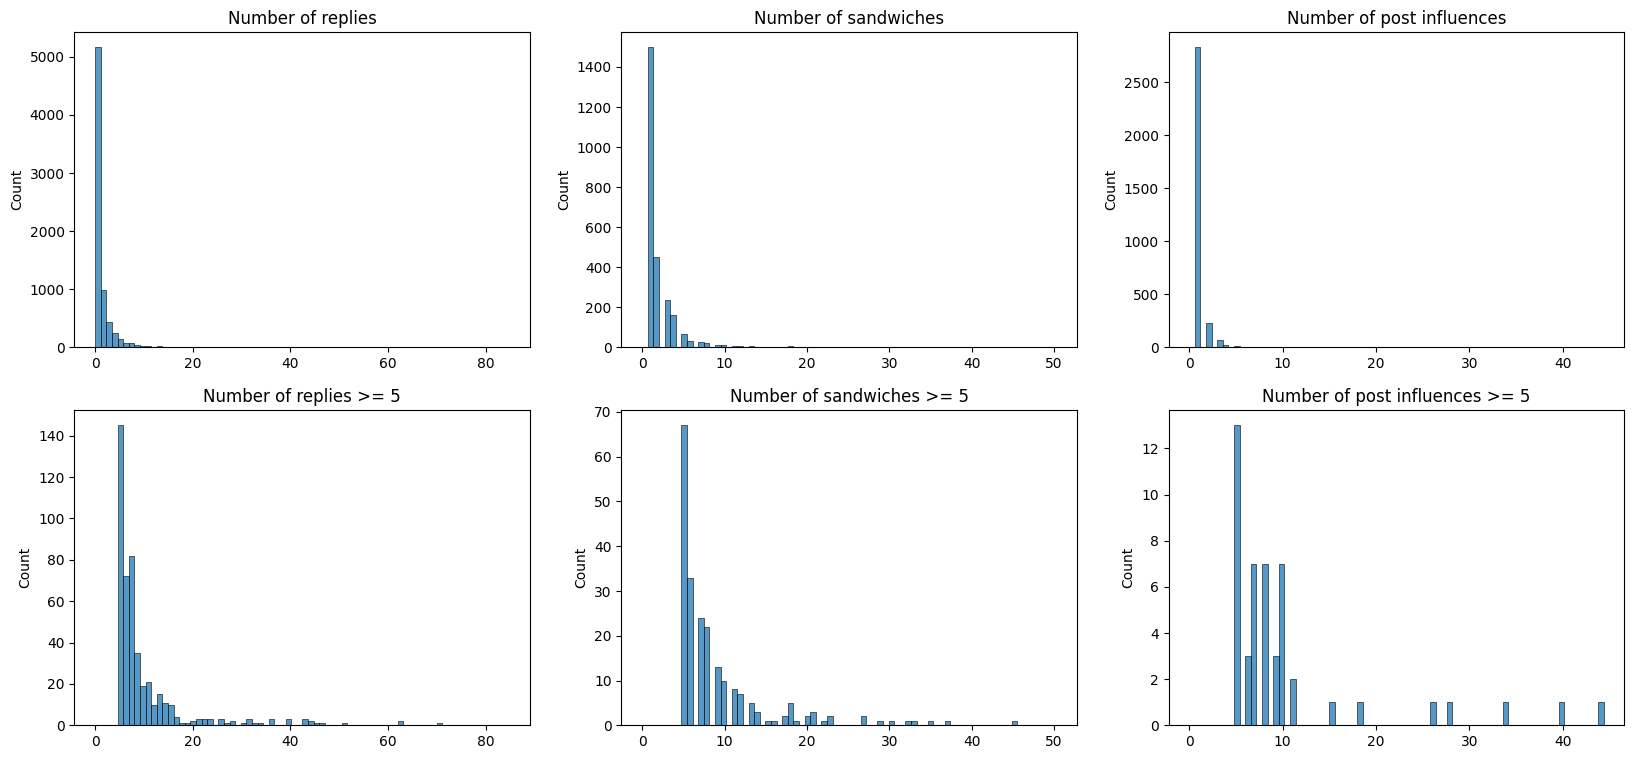 Number of replies
Count
5000
4000
3000
2000
1000
0
0 20 40 60 80
Number of sandwiches
Count
1400
1200
1000
800
600
400
200
0
0 10 20 30 40 50
Number of post influences
Count
2500
2000
1500
1000
500
0
0 10 20 30 40
Number of replies >= 5
Count
140
120
100
80
60
40
20
0
0 20 40 60 80
Number of sandwiches >= 5
Count
70
60
50
40
30
20
10
0
0 10 20 30 40 50
Number of post influences >= 5
Count
12
10
8
6
4
2
0
0 10 20 30 40